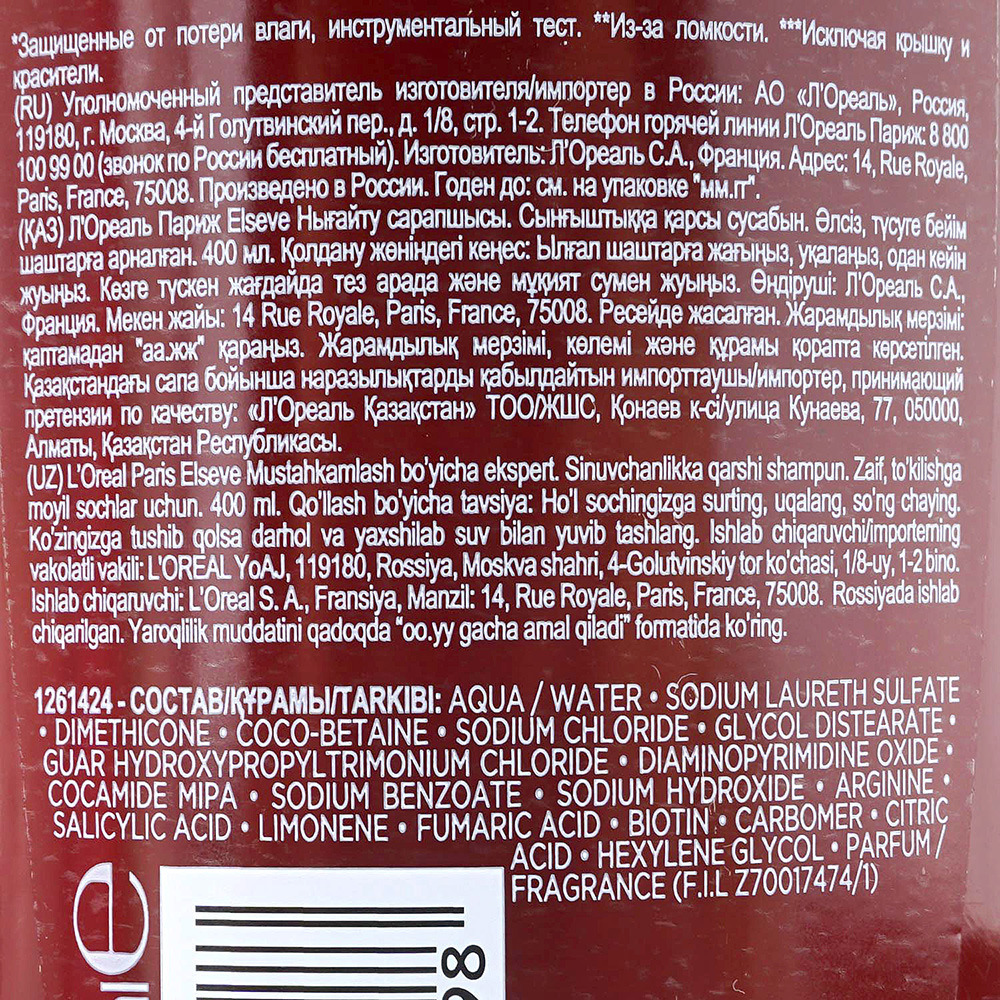 *Защищенные от потери влаги, инструментальный тест. **Из-за ломкости. ***Исключая крышку и
красители.
(RU) Уполномоченный представитель изготовителя/импортер в России: АО «Л'Ореаль», Россия,
119180, г. Москва, 4-й Голутвинский пер., д. 1/8, стр. 1-2. Телефон горячей линии Л'Ореаль Париж: 8 800
100 99 00 (звонок по России бесплатный). Изготовитель: Л'Ореаль С.А., Франция. Адрес: 14, Rue Royale,
Paris, France, 75008. Произведено в России. Годен до: см. на упаковке "мм.гг".
(ҚАЗ) Л'Ореаль Париж Elseve Нығайту сарапшысы. Сынғыштыққа қарсы сусабын. Әлсіз, түсуге бейім
шаштарға арналған. 400 мл. Қолдану жөніндегі кеңес: Ылғал шаштарға жағыңыз, уқалаңыз, одан кейін
жуыңыз. Көзге түскен жағдайда тез арада және мұқият сумен жуыңыз. Өндіруші: Л'Ореаль С.А.,
Франция. Мекен жайы: 14 Rue Royale, Paris, France, 75008. Ресейде жасалған. Жарамдылық мерзімі:
қаптамадан "аа.жж" қараңыз. Жарамдылық мерзімі, көлемі және құрамы қорапта көрсетілген.
Қазақстандағы сапа бойынша наразылықтарды қабылдайтын импорттаушы/импортер, принимающий
претензии по качеству: «Л'Ореаль Қазақстан» ТОО/ЖШС, Қонаев к-сі/улица Кунаева, 77, 050000,
Алматы, Қазақстан Республикасы.
(UZ) L'Oreal Paris Elseve Mustahkamlash bo'yicha ekspert. Sinuvchanlikka qarshi shampun. Zaif, to'kilishga
moyil sochlar uchun. 400 ml. Qo'llash bo'yicha tavsiya: Ho'l sochingizga surting, uqalang, so'ng chaying.
Ko'zingizga tushib qolsa darhol va yaxshilab suv bilan yuvib tashlang. Ishlab chiqaruvchi/importerning
vakolatli vakili: L'OREAL YoAJ, 119180, Rossiya, Moskva shahri, 4-Golutvinskiy tor ko'chasi, 1/8-uy, 1-2 bino.
Ishlab chiqaruvchi: L'Oreal S. A., Fransiya, Manzil: 14, Rue Royale, Paris, France, 75008. Rossiyada ishlab
chiqarilgan. Yaroqlilik muddatini qadoqda “oo.yy gacha amal qiladi” formatida ko'ring.
1261424 - СОСТАВ/ҚҰРАМЫ/TARKIBI: AQUA / WATER • SODIUM LAURETH SULFATE
• DIMETHICONE • COCO-BETAINE • SODIUM CHLORIDE • GLYCOL DISTEARATE •
GUAR HYDROXYPROPYLTRIMONIUM CHLORIDE • DIAMINOPYRIMIDINE OXIDE •
COCAMIDE MIPA • SODIUM BENZOATE • SODIUM HYDROXIDE • ARGININE •
SALICYLIC ACID • LIMONENE • FUMARIC ACID • BIOTIN • CARBOMER • CITRIC
ACID • HEXYLENE GLYCOL • PARFUM /
FRAGRANCE (F.I.L Z70017474/1)
98